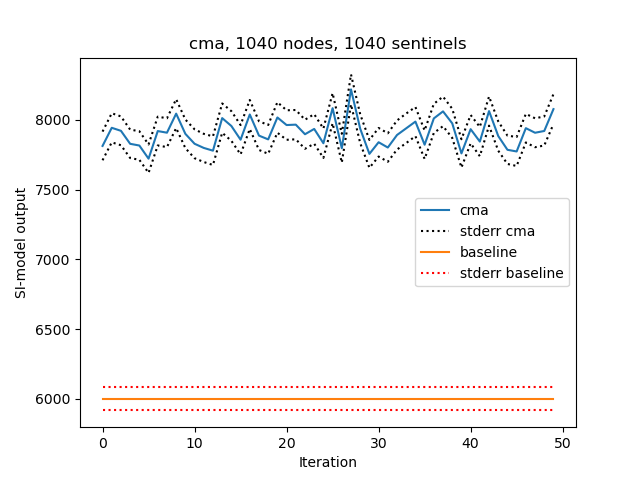 cma, 1040 nodes, 1040 sentinels
8000
7500
7000
6500
6000
SI-model output
cma
stderr cma
baseline
stderr baseline
0
10
20
30
40
50
Iteration